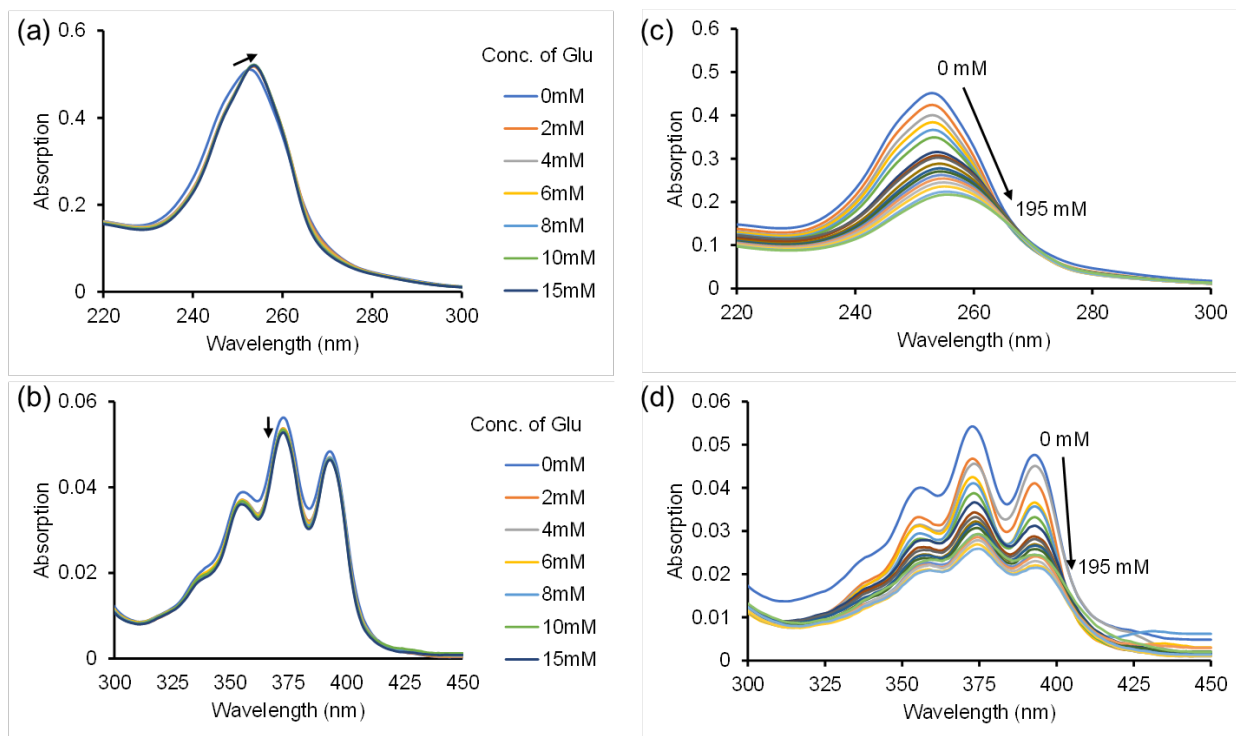 (a)
Conc. of Glu
0mM
2mM
4mM
6mM
8mM
10mM
15mM
Absorption
0.6
0.4
0.2
0
220 240 260 280 300
Wavelength (nm)
(b)
Conc. of Glu
0mM
2mM
4mM
6mM
8mM
10mM
15mM
Absorption
0.06
0.04
0.02
0
300 325 350 375 400 425 450
Wavelength (nm)
(c)
0 mM
195 mM
Absorption
0.6
0.5
0.4
0.3
0.2
0.1
0
220 240 260 280 300
Wavelength (nm)
(d)
0 mM
195 mM
Absorption
0.06
0.05
0.04
0.03
0.02
0.01
0
300 325 350 375 400 425 450
Wavelength (nm)